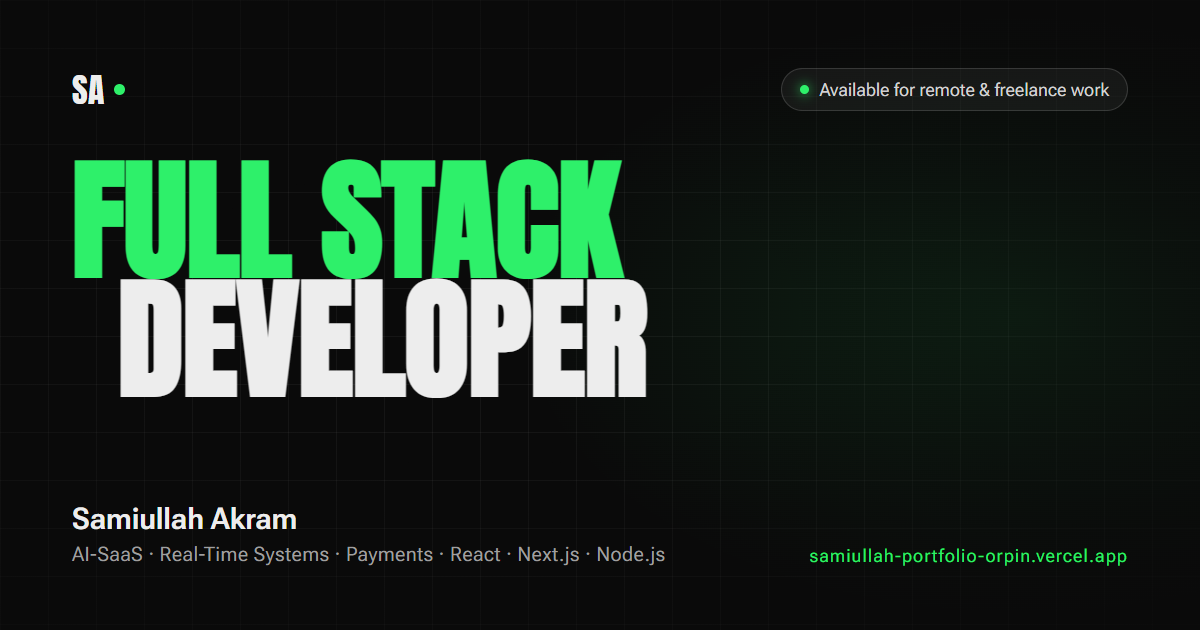 SA
Available for remote & freelance work
FULL STACK
DEVELOPER
Samiullah Akram
AI-SaaS · Real-Time Systems · Payments · React · Next.js · Node.js
samiullah-portfolio-orpin.vercel.app